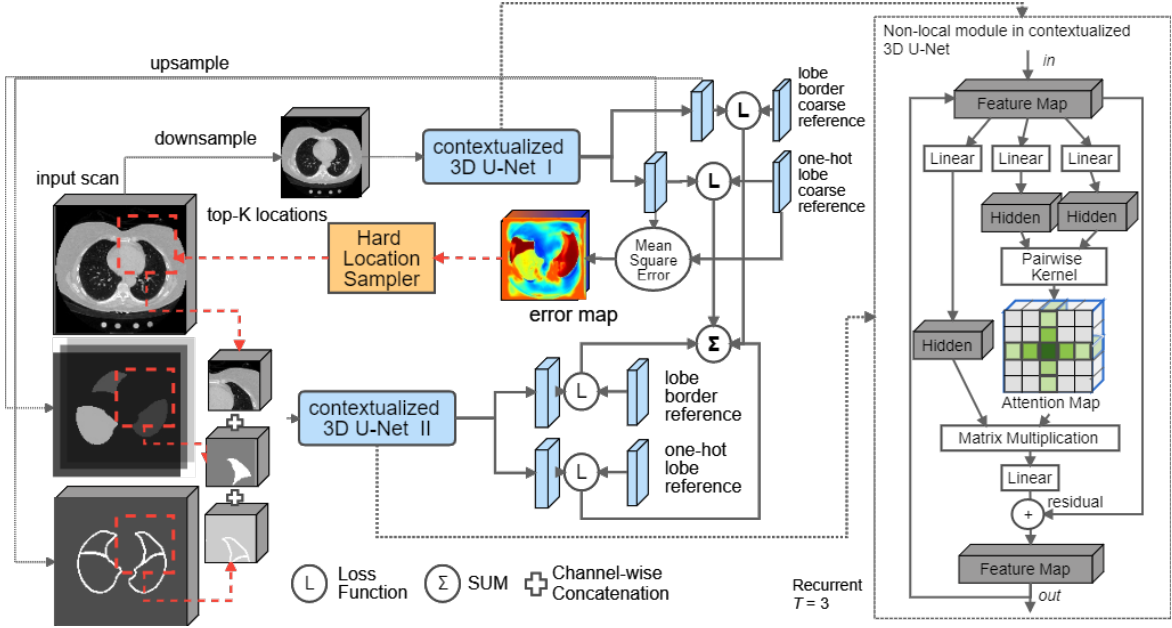 upsample
downsample
input scan
top-K locations
contextualized
3D U-Net I
L
lobe
border
coarse
reference
L
one-hot
lobe
coarse
reference
Hard
Location
Sampler
error map
Mean
Square
Error
Σ
contextualized
3D U-Net II
L
lobe
border
reference
L
one-hot
lobe
reference
L
Loss
Function
Σ
SUM
Channel-wise
Concatenation
Recurrent
T = 3
Non-local module in contextualized
3D U-Net
in
Feature Map
Linear
Linear
Linear
Hidden
Hidden
Pairwise
Kernel
Hidden
Attention Map
Matrix Multiplication
Linear
+
residual
Feature Map
out